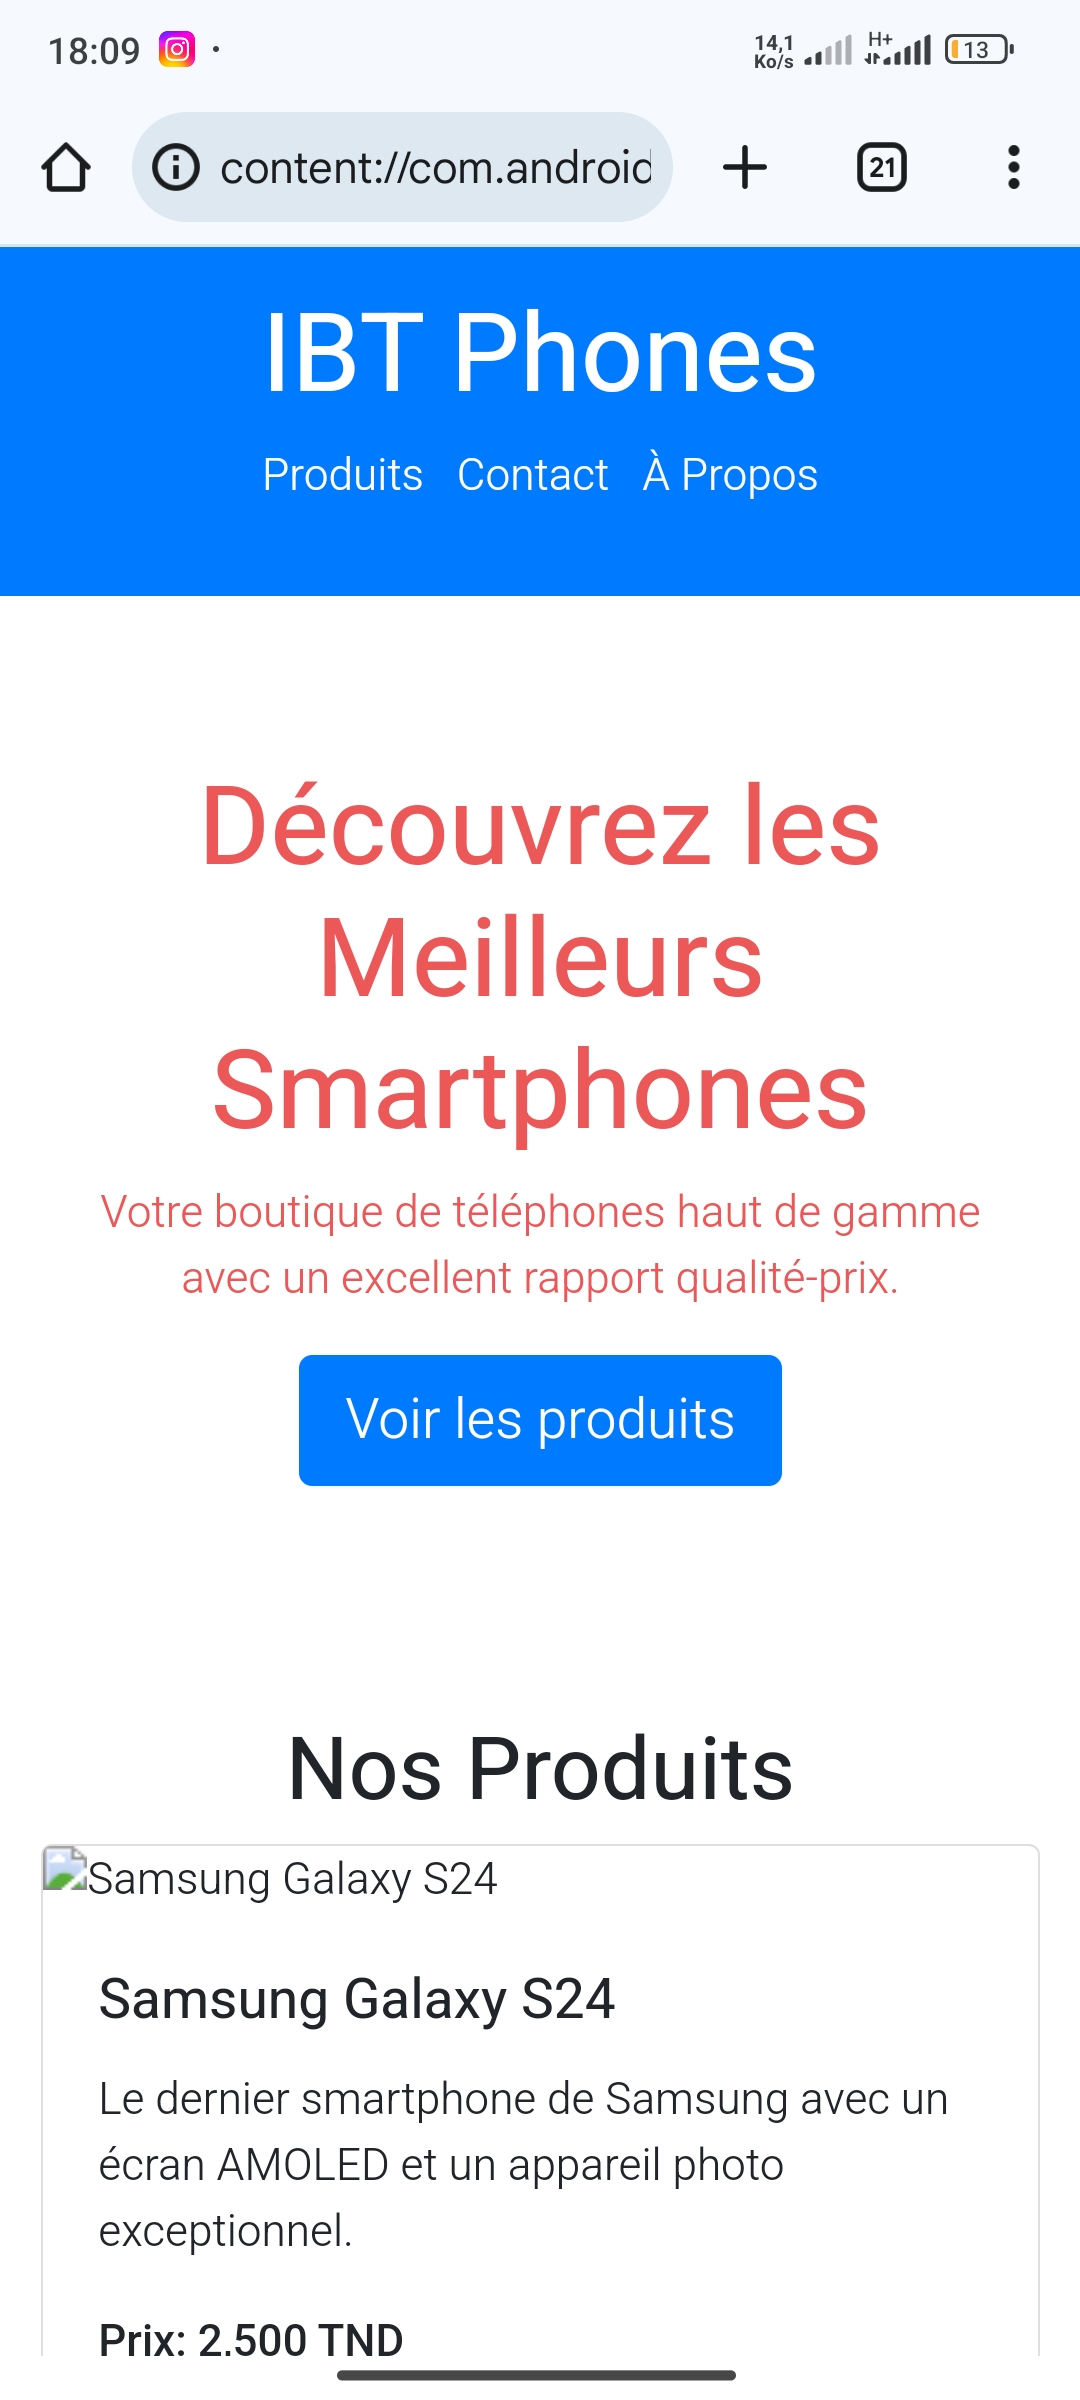 18:09
14,1 Ko/s H+ 13
content://com.android
21
IBT Phones
Produits Contact À Propos
Découvrez les
Meilleurs
Smartphones
Votre boutique de téléphones haut de gamme
avec un excellent rapport qualité-prix.
Voir les produits
Nos Produits
Samsung Galaxy S24
Samsung Galaxy S24
Le dernier smartphone de Samsung avec un
écran AMOLED et un appareil photo
exceptionnel.
Prix: 2.500 TND